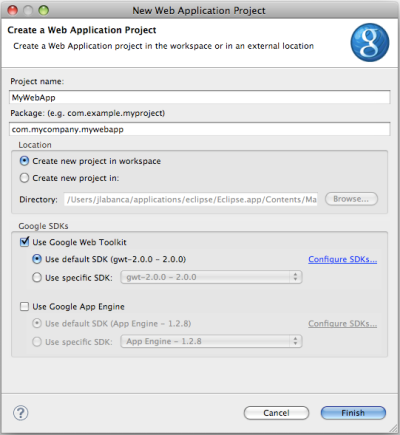 New Web Application Project
Create a Web Application Project
Create a Web Application project in the workspace or in an external location
Project name:
MyWebApp
Package: (e.g. com.example.myproject)
com.mycompany.mywebapp
Location
Create new project in workspace
Create new project in:
Directory: /Users/jlabanca/applications/eclipse/Eclipse.app/Contents/Ma Browse...
Google SDKs
Use Google Web Toolkit
Use default SDK (gwt-2.0.0 - 2.0.0) Configure SDKs...
Use specific SDK: gwt-2.0.0 - 2.0.0
Use Google App Engine
Use default SDK (App Engine - 1.2.8) Configure SDKs...
Use specific SDK: App Engine - 1.2.8
? Cancel Finish